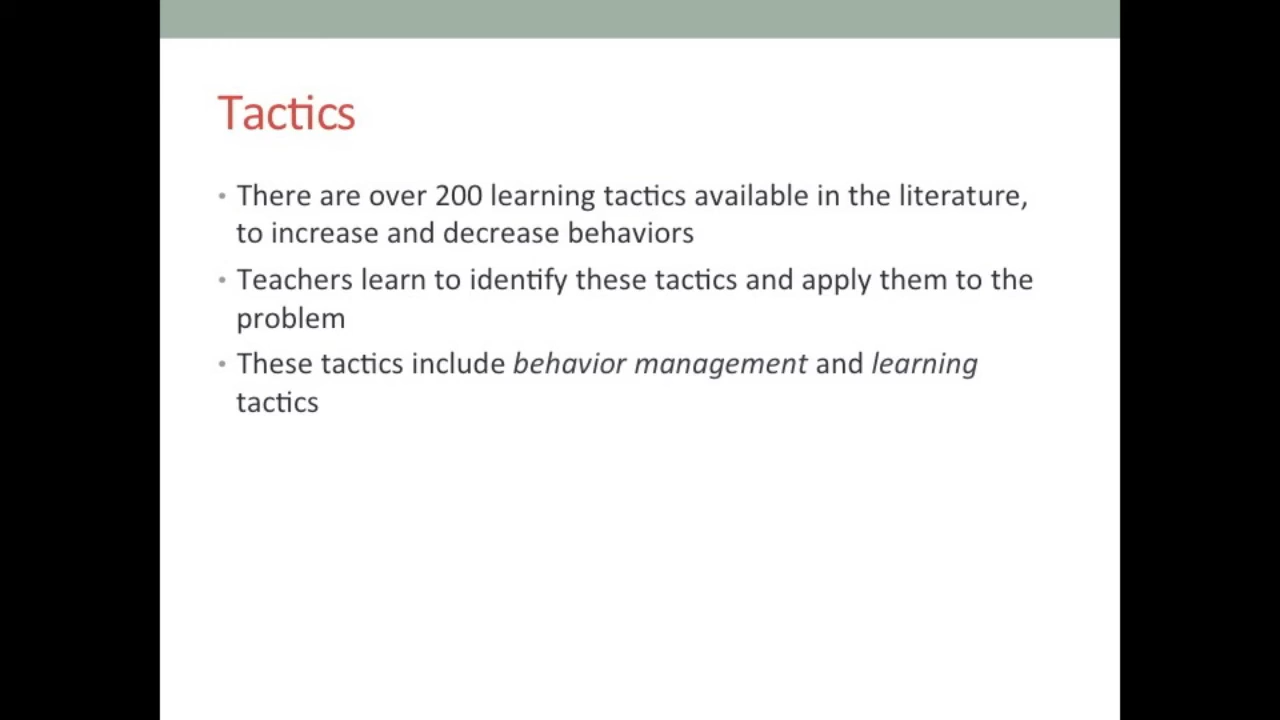 Tactics
• There are over 200 learning tactics available in the literature,
to increase and decrease behaviors
• Teachers learn to identify these tactics and apply them to the
problem
• These tactics include behavior management and learning
tactics